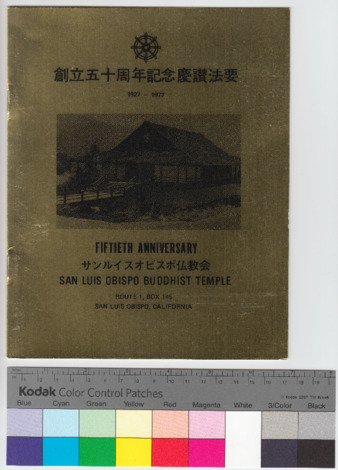 創立五十周年記念慶讃法要
1927 - 1977
FIFTIETH ANNIVERSARY
サンルイスオビスポ仏教会
SAN LUIS OBISPO BUDDHIST TEMPLE
ROUTE 1, BOX
SAN LUIS OBISPO, CALIFORNIA
Kodak Color Control Patches
Blue Cyan Green Yellow Red Magenta White 3/Color Black